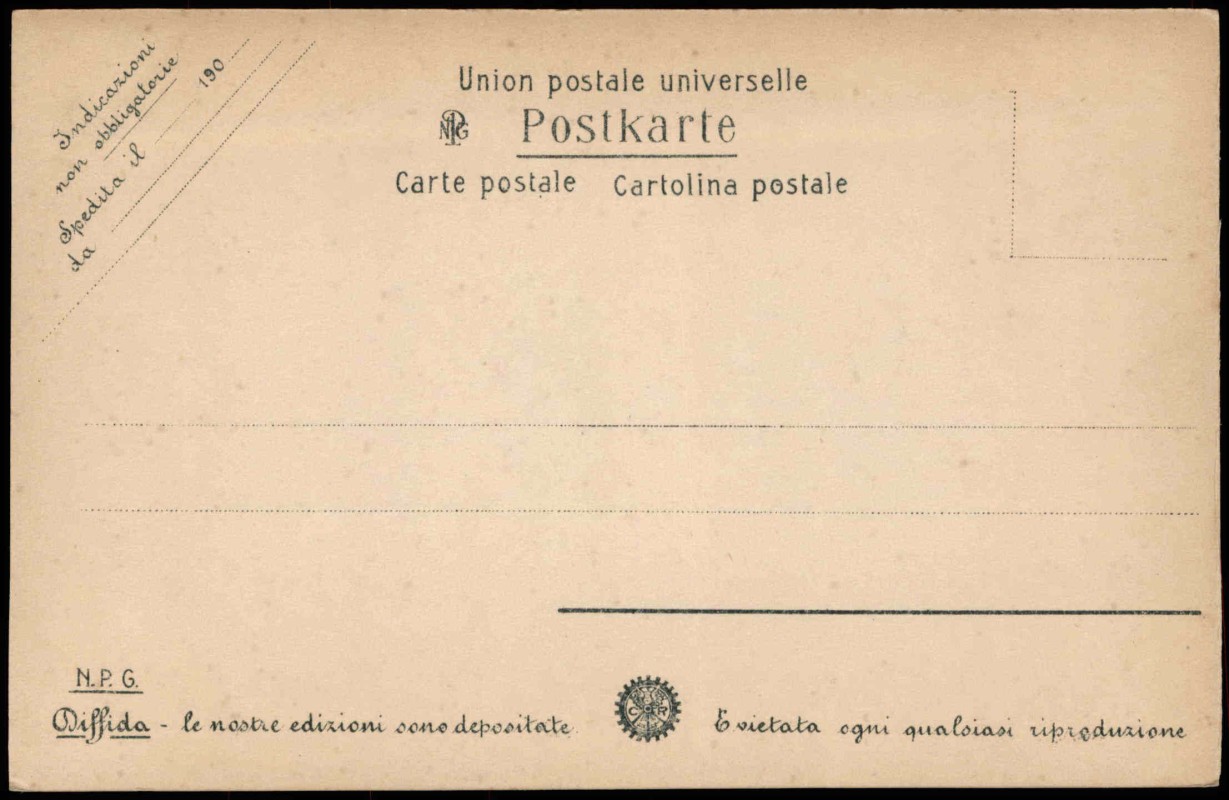 Indicazioni
non obbligatorie
Spedita il 190
da
Union postale universelle
NPG Postkarte
Carte postale Cartolina postale
N.P.G.
Diffida - le nostre edizioni sono depositate
C R
E vietata ogni qualsiasi riproduzione